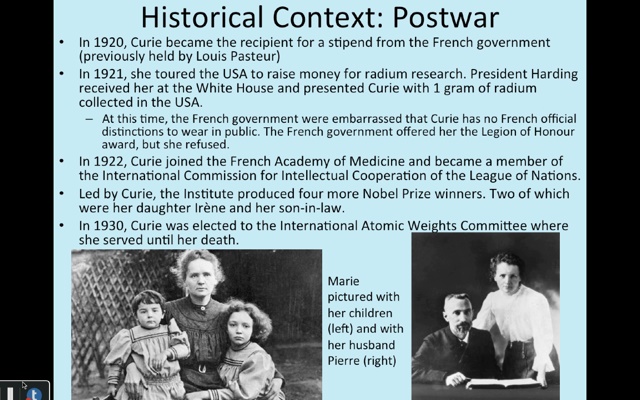 Historical Context: Postwar
• In 1920, Curie became the recipient for a stipend from the French government
(previously held by Louis Pasteur)
• In 1921, she toured the USA to raise money for radium research. President Harding
received her at the White House and presented Curie with 1 gram of radium
collected in the USA.
– At this time, the French government were embarrassed that Curie has no French official
distinctions to wear in public. The French government offered her the Legion of Honour
award, but she refused.
• In 1922, Curie joined the French Academy of Medicine and became a member of
the International Commission for Intellectual Cooperation of the League of Nations.
• Led by Curie, the Institute produced four more Nobel Prize winners. Two of which
were her daughter Irène and her son-in-law.
• In 1930, Curie was elected to the International Atomic Weights Committee where
she served until her death.
Marie
pictured with
her children
(left) and with
her husband
Pierre (right)